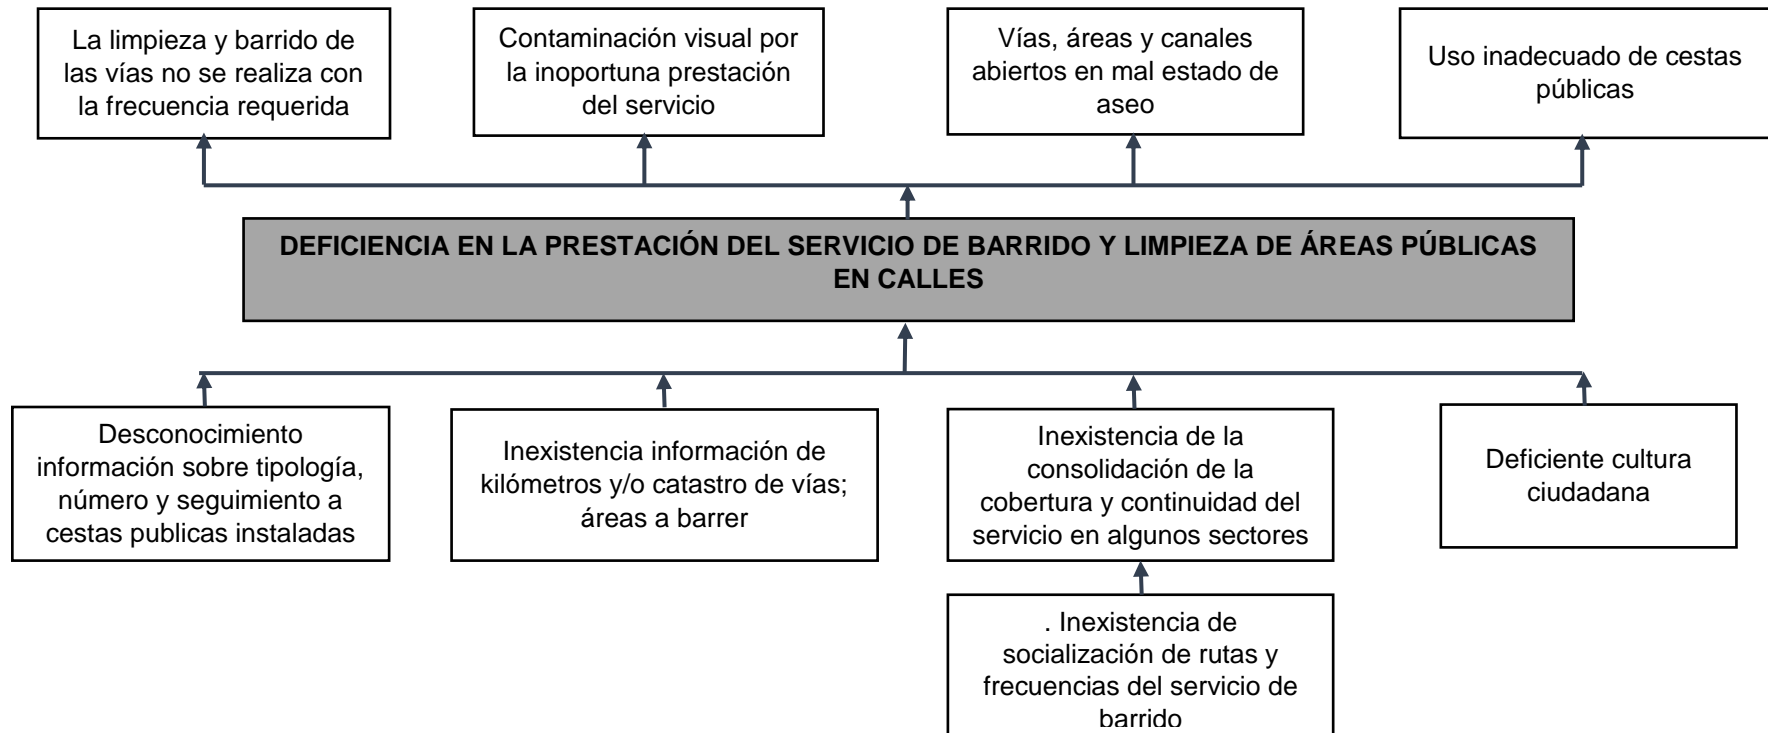 La limpieza y barrido de
las vías no se realiza con
la frecuencia requerida
Contaminación visual por
la inoportuna prestación
del servicio
Vías, áreas y canales
abiertos en mal estado de
aseo
Uso inadecuado de cestas
públicas
DEFICIENCIA EN LA PRESTACIÓN DEL SERVICIO DE BARRIDO Y LIMPIEZA DE ÁREAS PÚBLICAS
EN CALLES
Desconocimiento
información sobre tipología,
número y seguimiento a
cestas publicas instaladas
Inexistencia información de
kilómetros y/o catastro de vías;
áreas a barrer
Inexistencia de la
consolidación de la
cobertura y continuidad del
servicio en algunos sectores
Deficiente cultura
ciudadana
. Inexistencia de
socialización de rutas y
frecuencias del servicio de
barrido